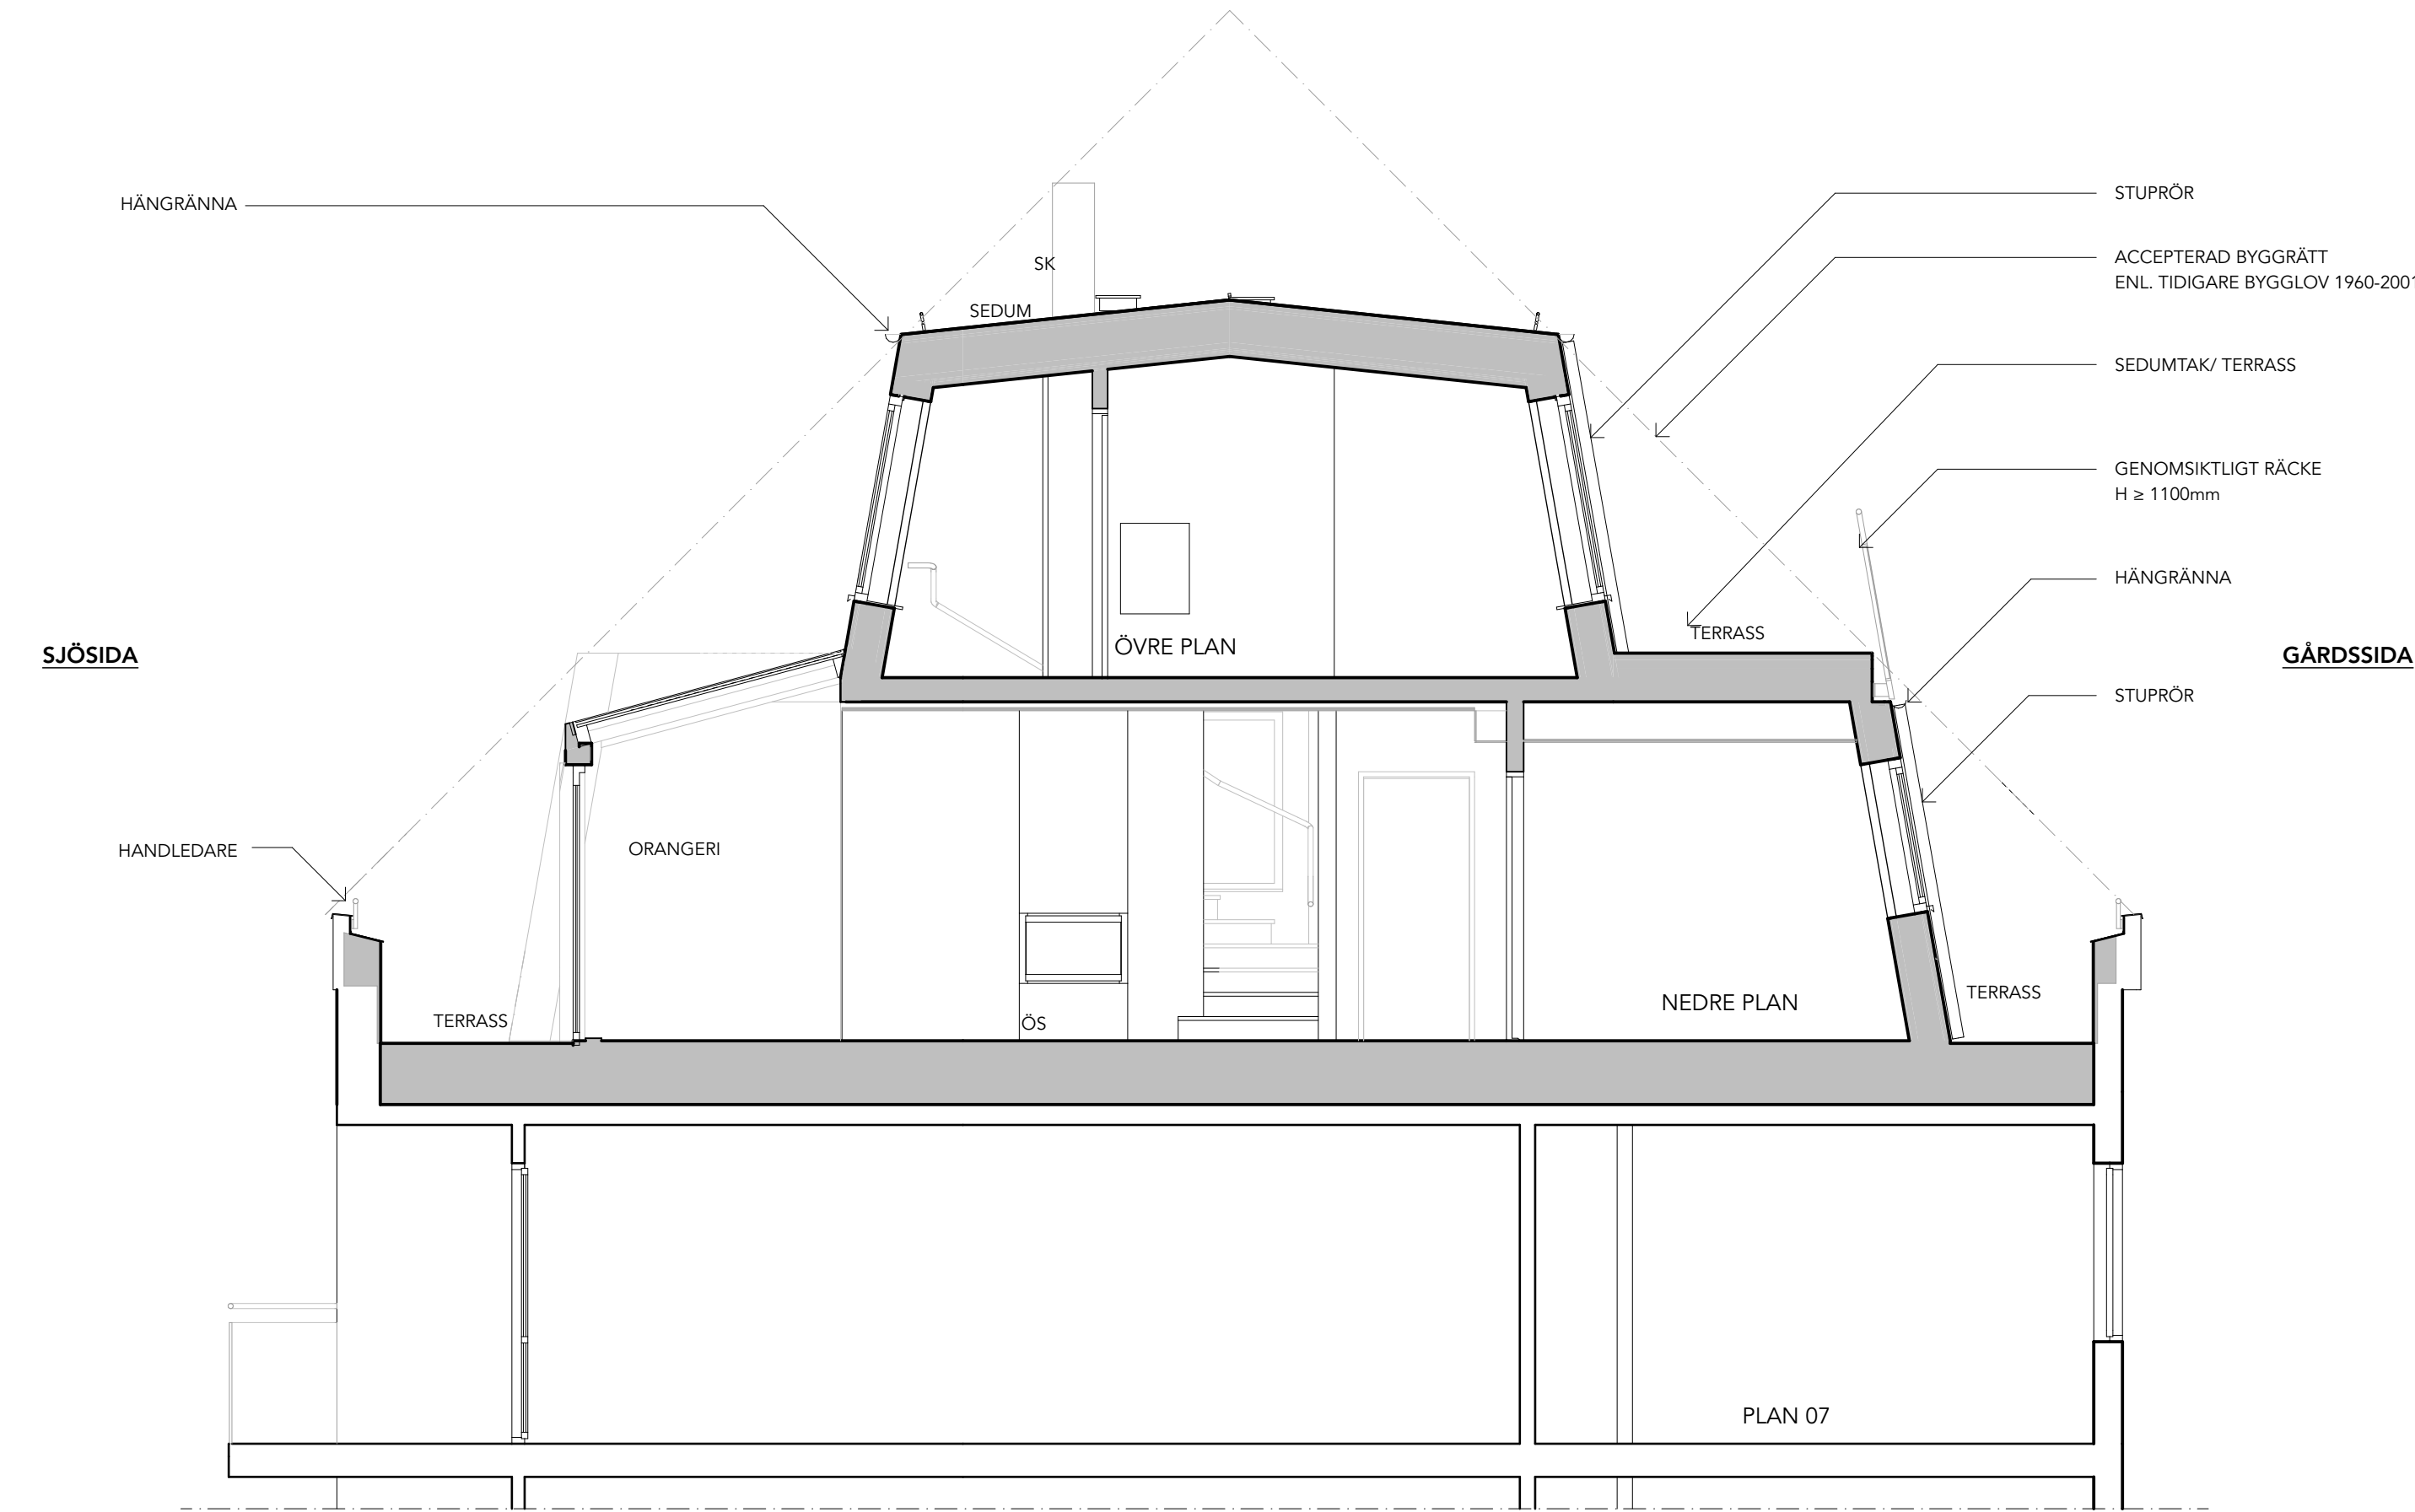 HÄNGRÄNNA
STUPRÖR
ACCEPTERAD BYGGRÄTT
ENL. TIDIGARE BYGGLOV 1960-2001
SK
SEDUM
SEDUMTAK/ TERRASS
GENOMSIKTLIGT RÄCKE
H ≥ 1100mm
HÄNGRÄNNA
TERRASS
ÖVRE PLAN
SJÖSIDA
GÅRDSSIDA
STUPRÖR
HANDLEDARE
ORANGERI
TERRASS
ÖS
NEDRE PLAN
TERRASS
PLAN 07